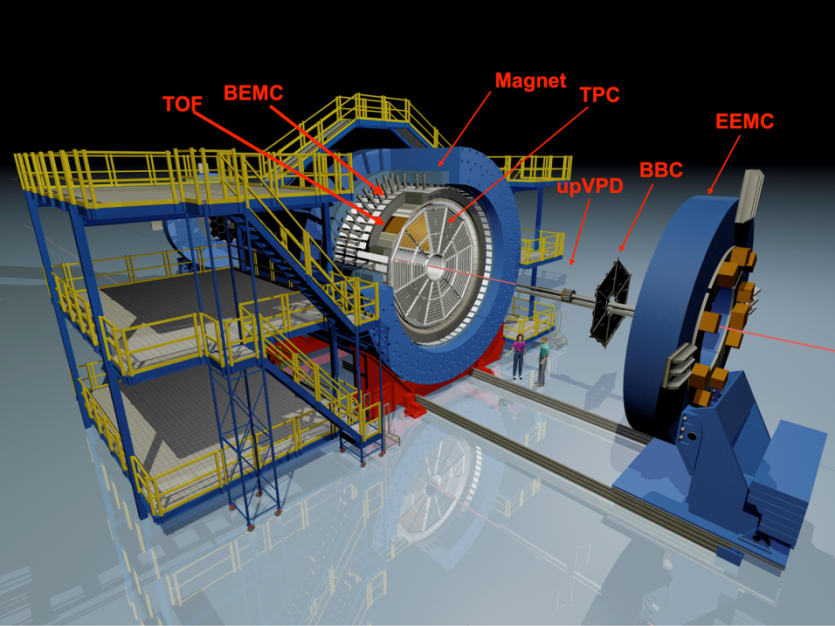 Magnet
TOF
BEMC
TPC
EEMC
upVPD
BBC